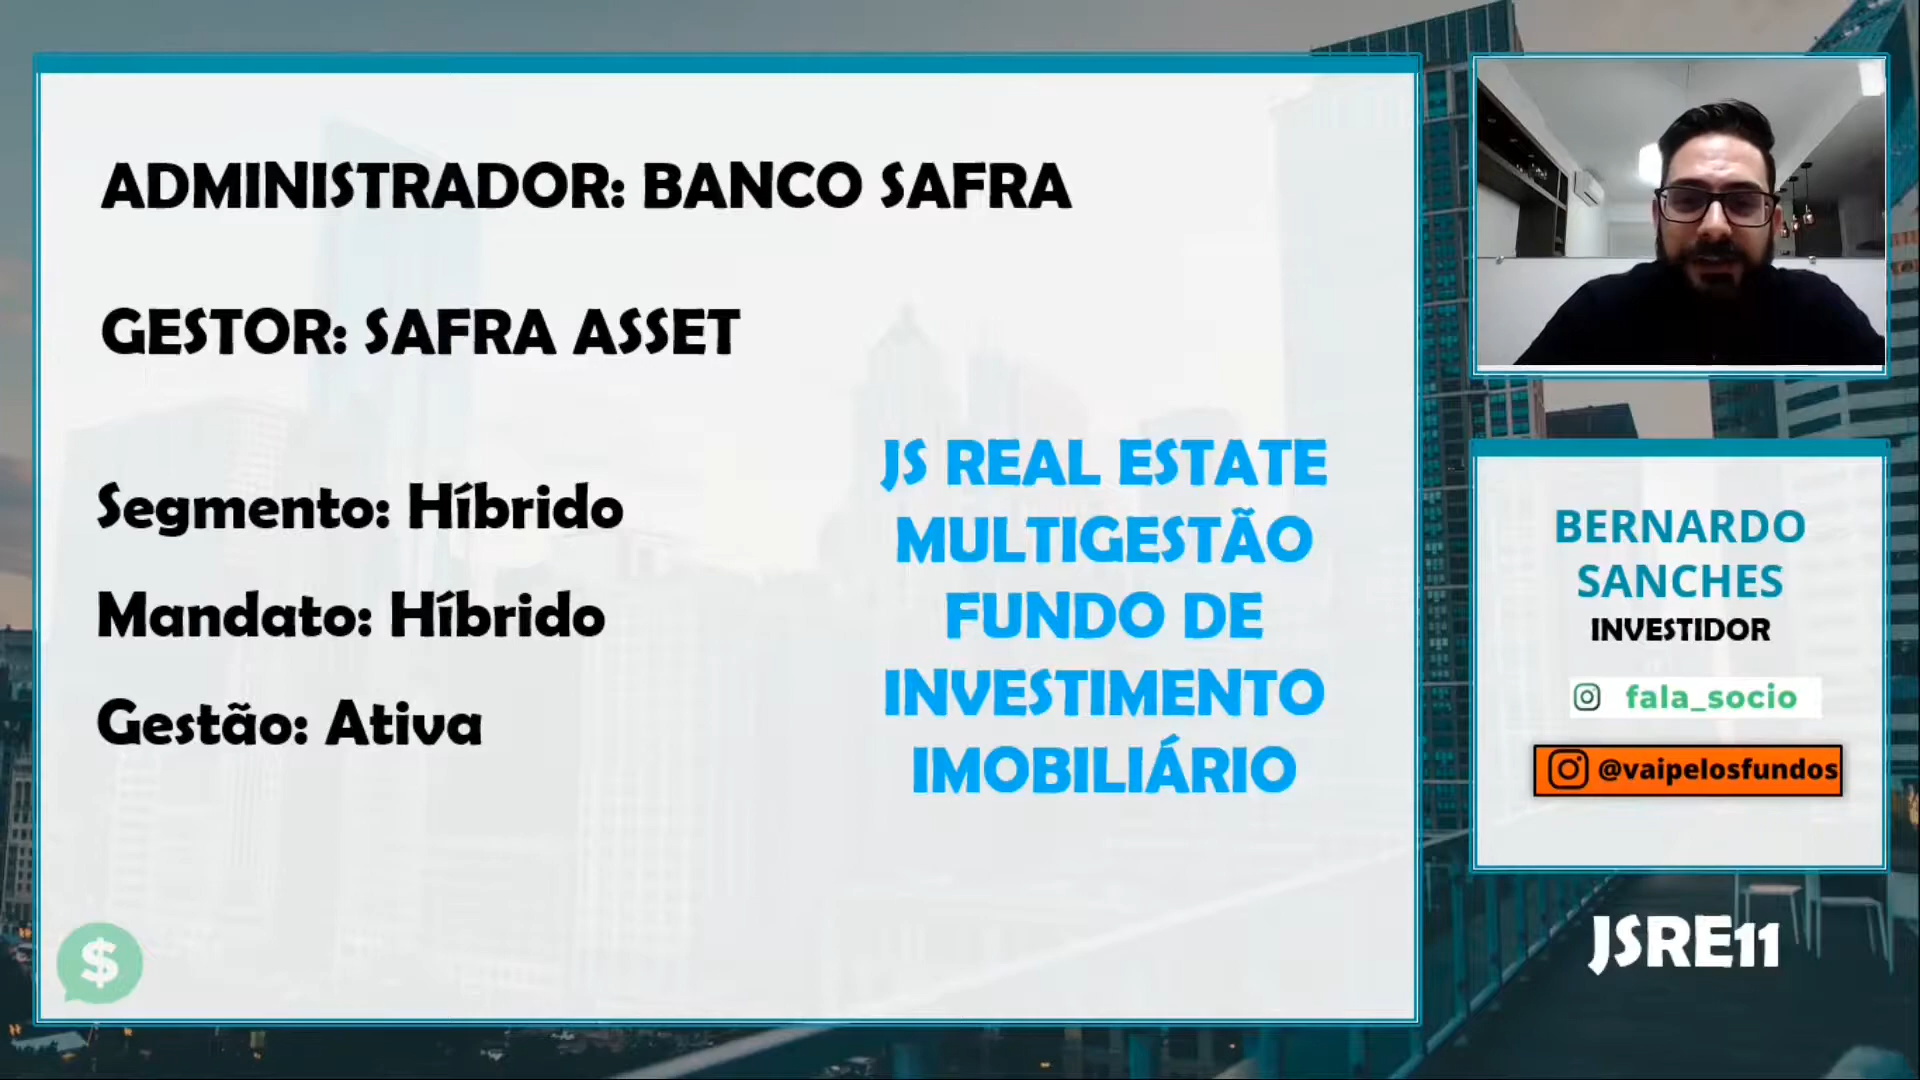 ADMINISTRADOR: BANCO SAFRA
GESTOR: SAFRA ASSET
Segmento: Híbrido
Mandato: Híbrido
Gestão: Ativa
JS REAL ESTATE
MULTIGESTÃO
FUNDO DE
INVESTIMENTO
IMOBILIÁRIO
$
BERNARDO
SANCHES
INVESTIDOR
fala_socio
@vaipelosfundos
JSRE11